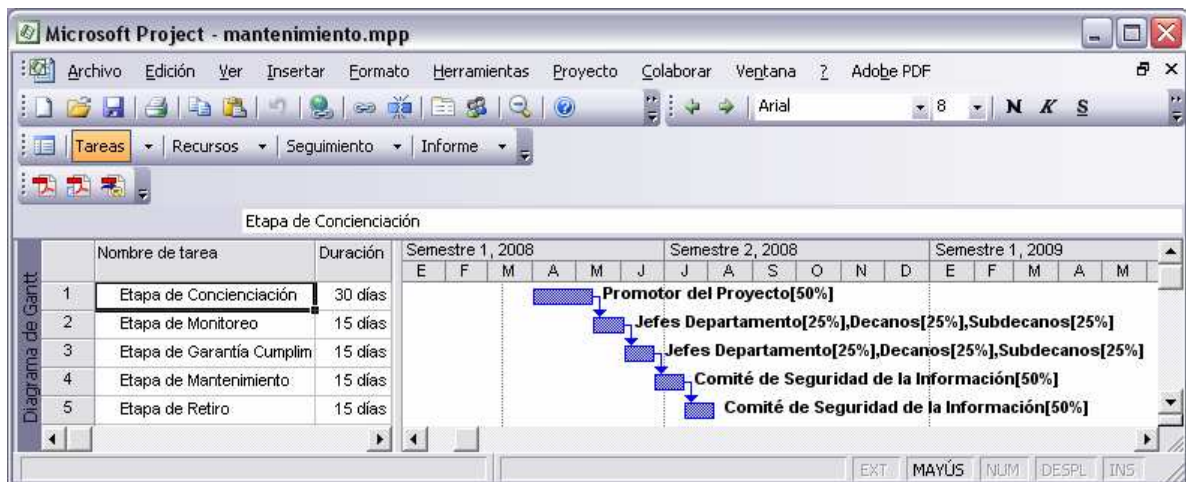 Microsoft Project - mantenimiento.mpp
Archivo Edición Ver Insertar Formato Herramientas Proyecto Colaborar Ventana ? Adobe PDF
Arial 8 N K S
Tareas Recursos Seguimiento Informe
Etapa de Concienciación
Nombre de tarea Duración Semestre 1, 2008 Semestre 2, 2008 Semestre 1, 2009
E F M A M J J A S O N D E F M A M
1 Etapa de Concienciación 30 días Promotor del Proyecto[50%]
2 Etapa de Monitoreo 15 días Jefes Departamento[25%],Decanos[25%],Subdecanos[25%]
3 Etapa de Garantía Cumplim 15 días Jefes Departamento[25%],Decanos[25%],Subdecanos[25%]
4 Etapa de Mantenimiento 15 días Comité de Seguridad de la Información[50%]
5 Etapa de Retiro 15 días Comité de Seguridad de la Información[50%]
Diagrama de Gantt
EXT MAYÚS NUM DESPL INS